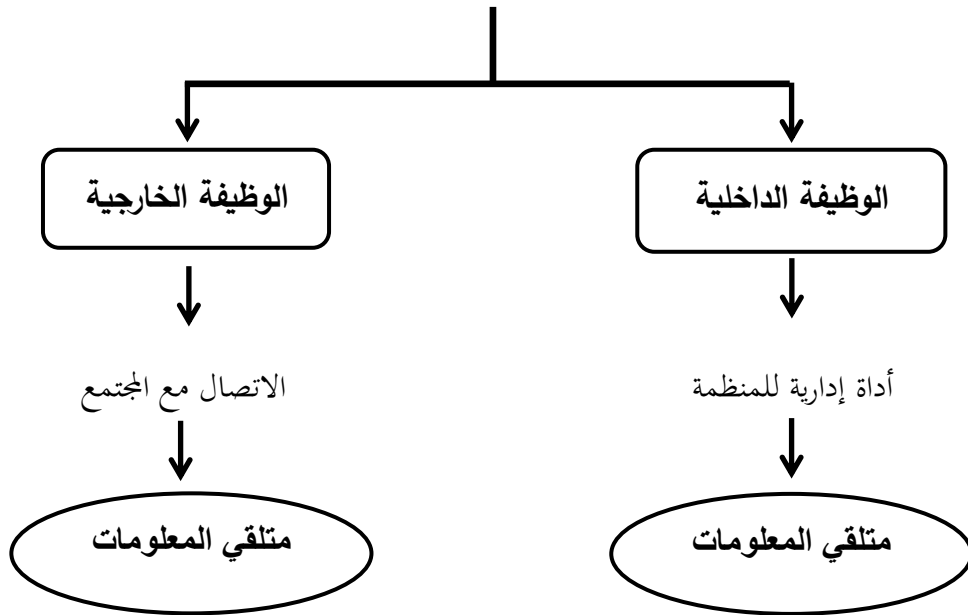 الوظيفة الداخلية
الوظيفة الخارجية
أداة إدارية للمنظمة
الاتصال مع المجتمع
متلقي المعلومات
متلقي المعلومات